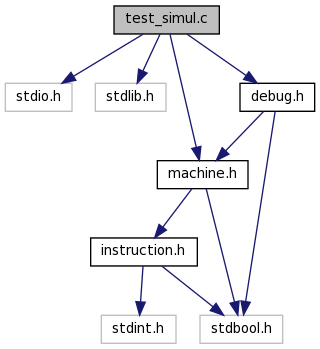 test_simul.c
stdio.h
stdlib.h
debug.h
machine.h
instruction.h
stdint.h
stdbool.h